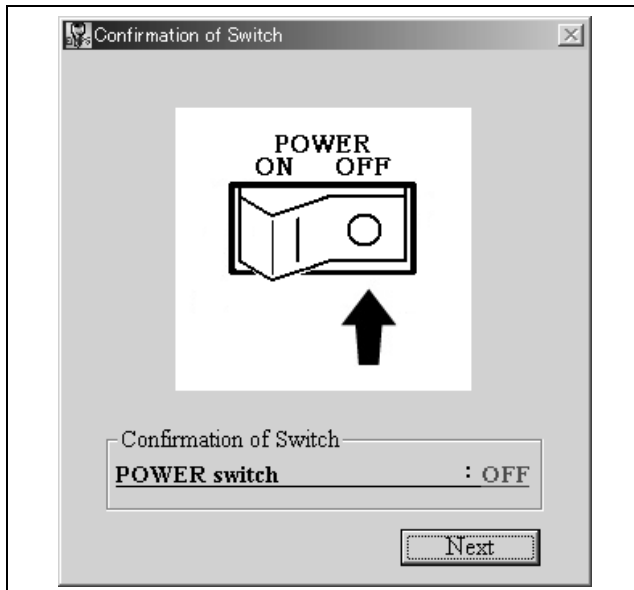 Confirmation of Switch
POWER
ON OFF
Confirmation of Switch
POWER switch : OFF
Next